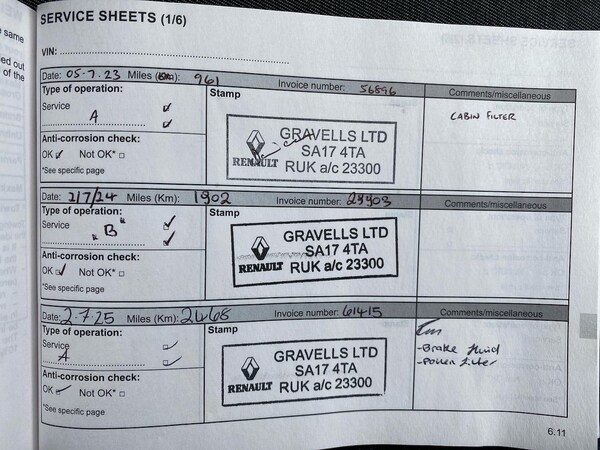 SERVICE SHEETS (1/6)
VIN:
same
ed out
of the
Date: 05-7.23 Miles (Km): 961 Invoice number: 56896 Comments/miscellaneous
Type of operation:
Service
A
Stamp
CABIN FILTER
GRAVELLS LTD
SA17 4TA
RENAULT RUK a/c 23300
Anti-corrosion check:
OK Not OK*
*See specific page
Date: 2/7/24 Miles (Km): 1902 Invoice number: Comments/miscellaneous
Type of operation:
Service
"B"
Stamp
GRAVELLS LTD
SA17 4TA
RENAULT RUK a/c 23300
Anti-corrosion check:
OK Not OK*
*See specific page
Date: 2.7.25 Miles (Km): 2468 Invoice number: 61415 Comments/miscellaneous
Type of operation:
Service
A
Stamp
- Brake fluid
- Pollen filter
GRAVELLS LTD
SA17 4TA
RENAULT RUK a/c 23300
Anti-corrosion check:
OK Not OK*
*See specific page
6.11